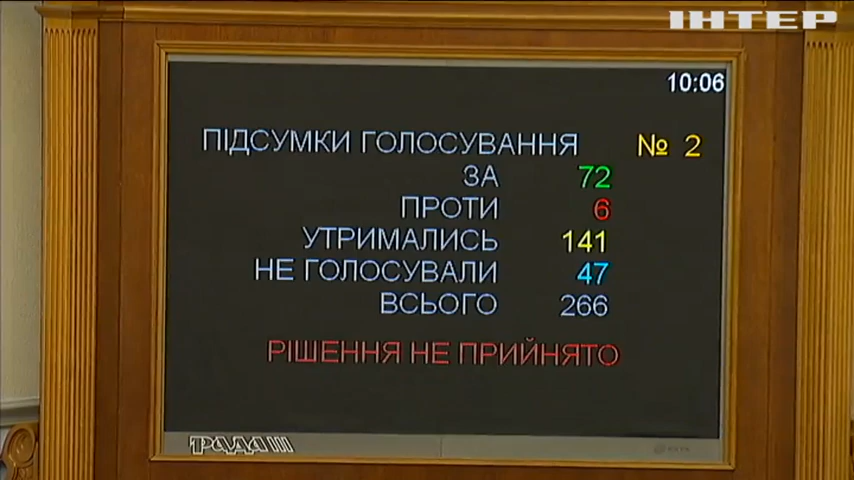 ІНТЕР
10:06
ПІДСУМКИ ГОЛОСУВАННЯ № 2
ЗА 72
ПРОТИ 6
УТРИМАЛИСЬ 141
НЕ ГОЛОСУВАЛИ 47
ВСЬОГО 266
РІШЕННЯ НЕ ПРИЙНЯТО
РАДА III